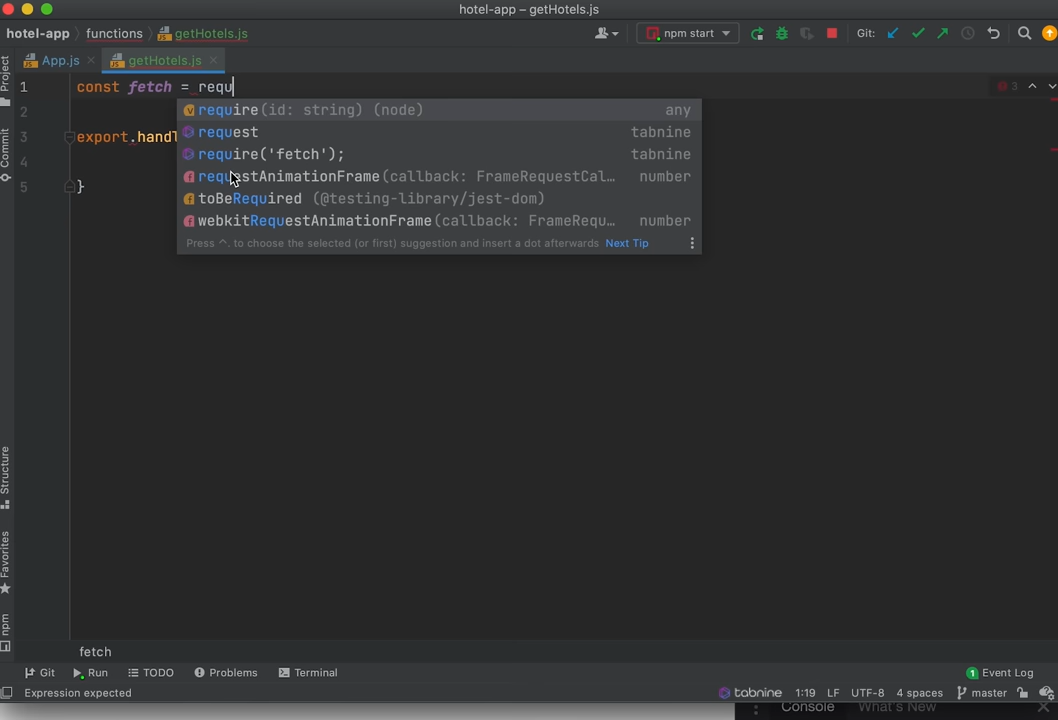 hotel-app – getHotels.js
hotel-app functions getHotels.js npm start Git:
App.js getHotels.js
Project
Commit
Structure
Favorites
npm
1 const fetch = requ 3
require(id: string) (node) any
2
request tabnine
3 export.handl
require('fetch'); tabnine
4
requestAnimationFrame(callback: FrameRequestCal… number
5 }
toBeRequired (@testing-library/jest-dom)
webkitRequestAnimationFrame(callback: FrameRequ… number
Press ^. to choose the selected (or first) suggestion and insert a dot afterwards Next Tip
fetch
Git Run TODO Problems Terminal 1 Event Log
Expression expected tabnine 1:19 LF UTF-8 4 spaces master
Console What's New